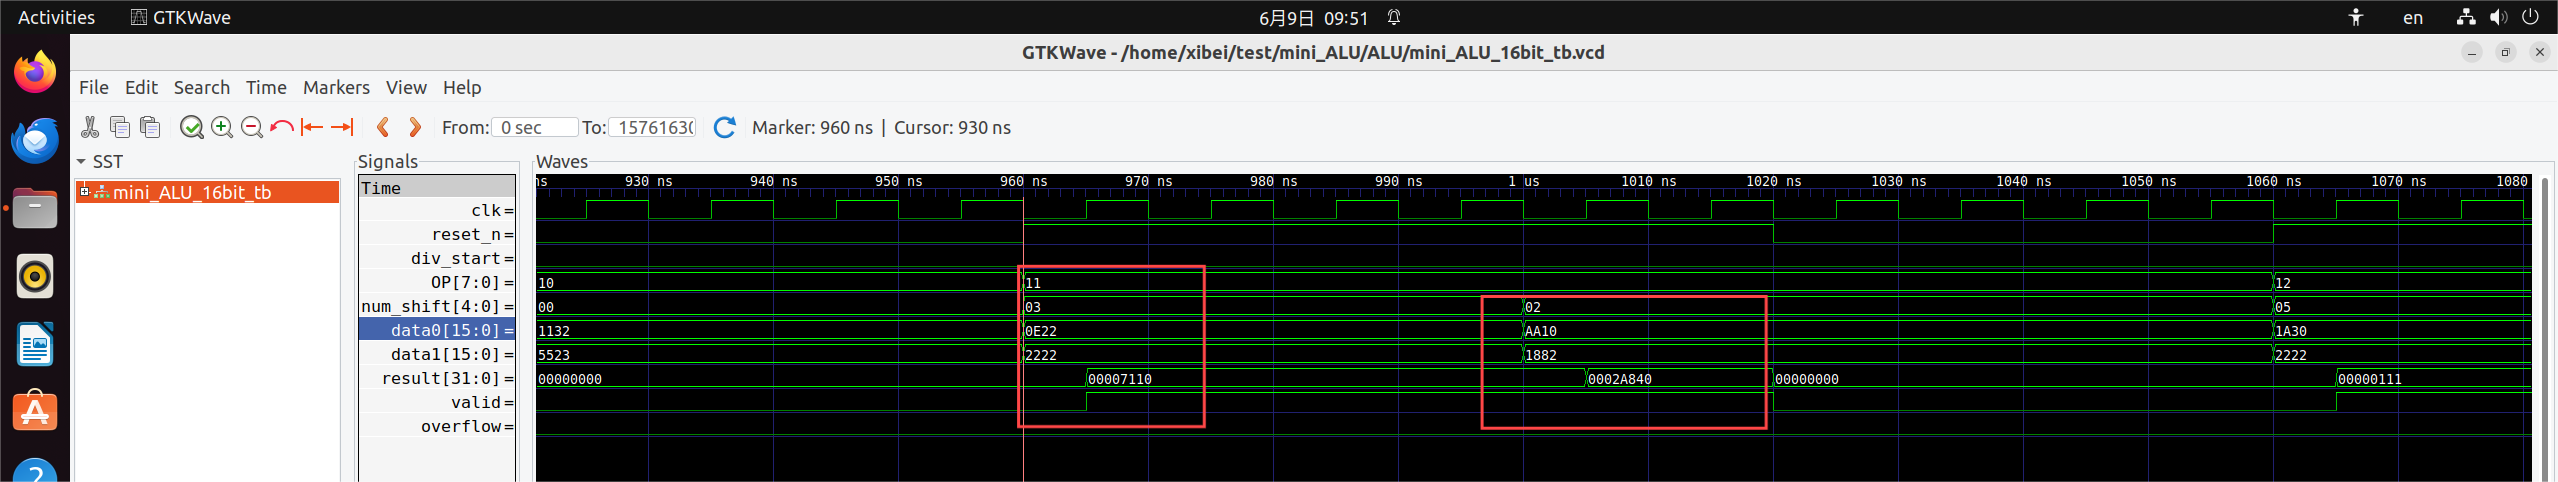 Activities GTKWave 6月9日 09:51 en
GTKWave - /home/xibei/test/mini_ALU/ALU/mini_ALU_16bit_tb.vcd
File Edit Search Time Markers View Help
From: 0 sec To: 15761630 Marker: 960 ns | Cursor: 930 ns
SST Signals Waves
mini_ALU_16bit_tb
Time ns 930 ns 940 ns 950 ns 960 ns 970 ns 980 ns 990 ns 1 us 1010 ns 1020 ns 1030 ns 1040 ns 1050 ns 1060 ns 1070 ns 1080
clk=
reset_n=
div_start=
OP[7:0]= 10 11 12
num_shift[4:0]= 00 03 02 05
data0[15:0]= 1132 0E22 AA10 1A30
data1[15:0]= 5523 2222 1882 2222
result[31:0]= 00000000 00007110 0002A840 00000000 00000111
valid=
overflow=